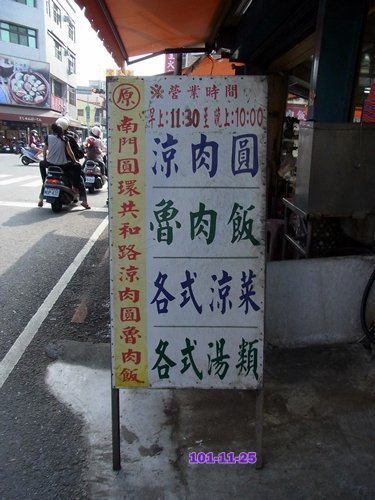 原
南門圓環共和路涼肉圓魯肉飯
※營業時間
早上:11:30至晚上:10:00
涼肉圓
魯肉飯
各式涼菜
各式湯類
101-11-25